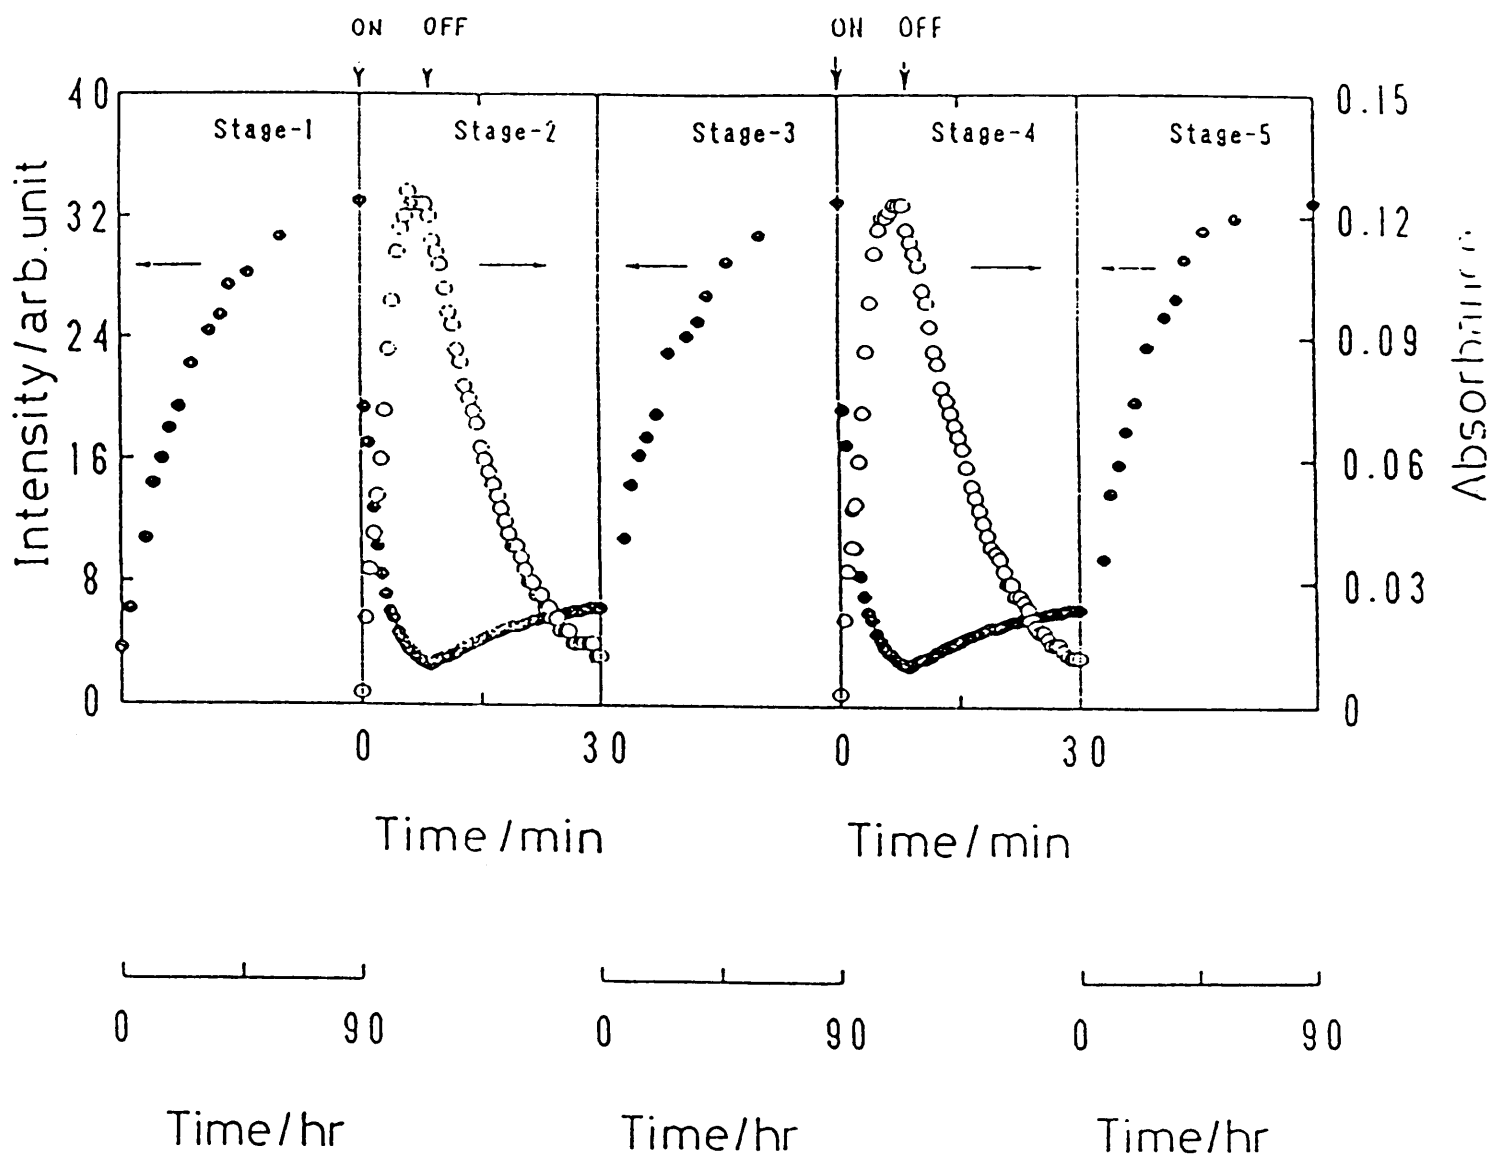 ON OFF ON OFF
40 0.15
Stage-1 Stage-2 Stage-3 Stage-4 Stage-5
32 0.12
24 0.09
16 0.06
8 0.03
0 0
Intensity/arb.unit
0 30 0 30
Time/min Time/min
0 90 0 90 0 90
Time/hr Time/hr Time/hr